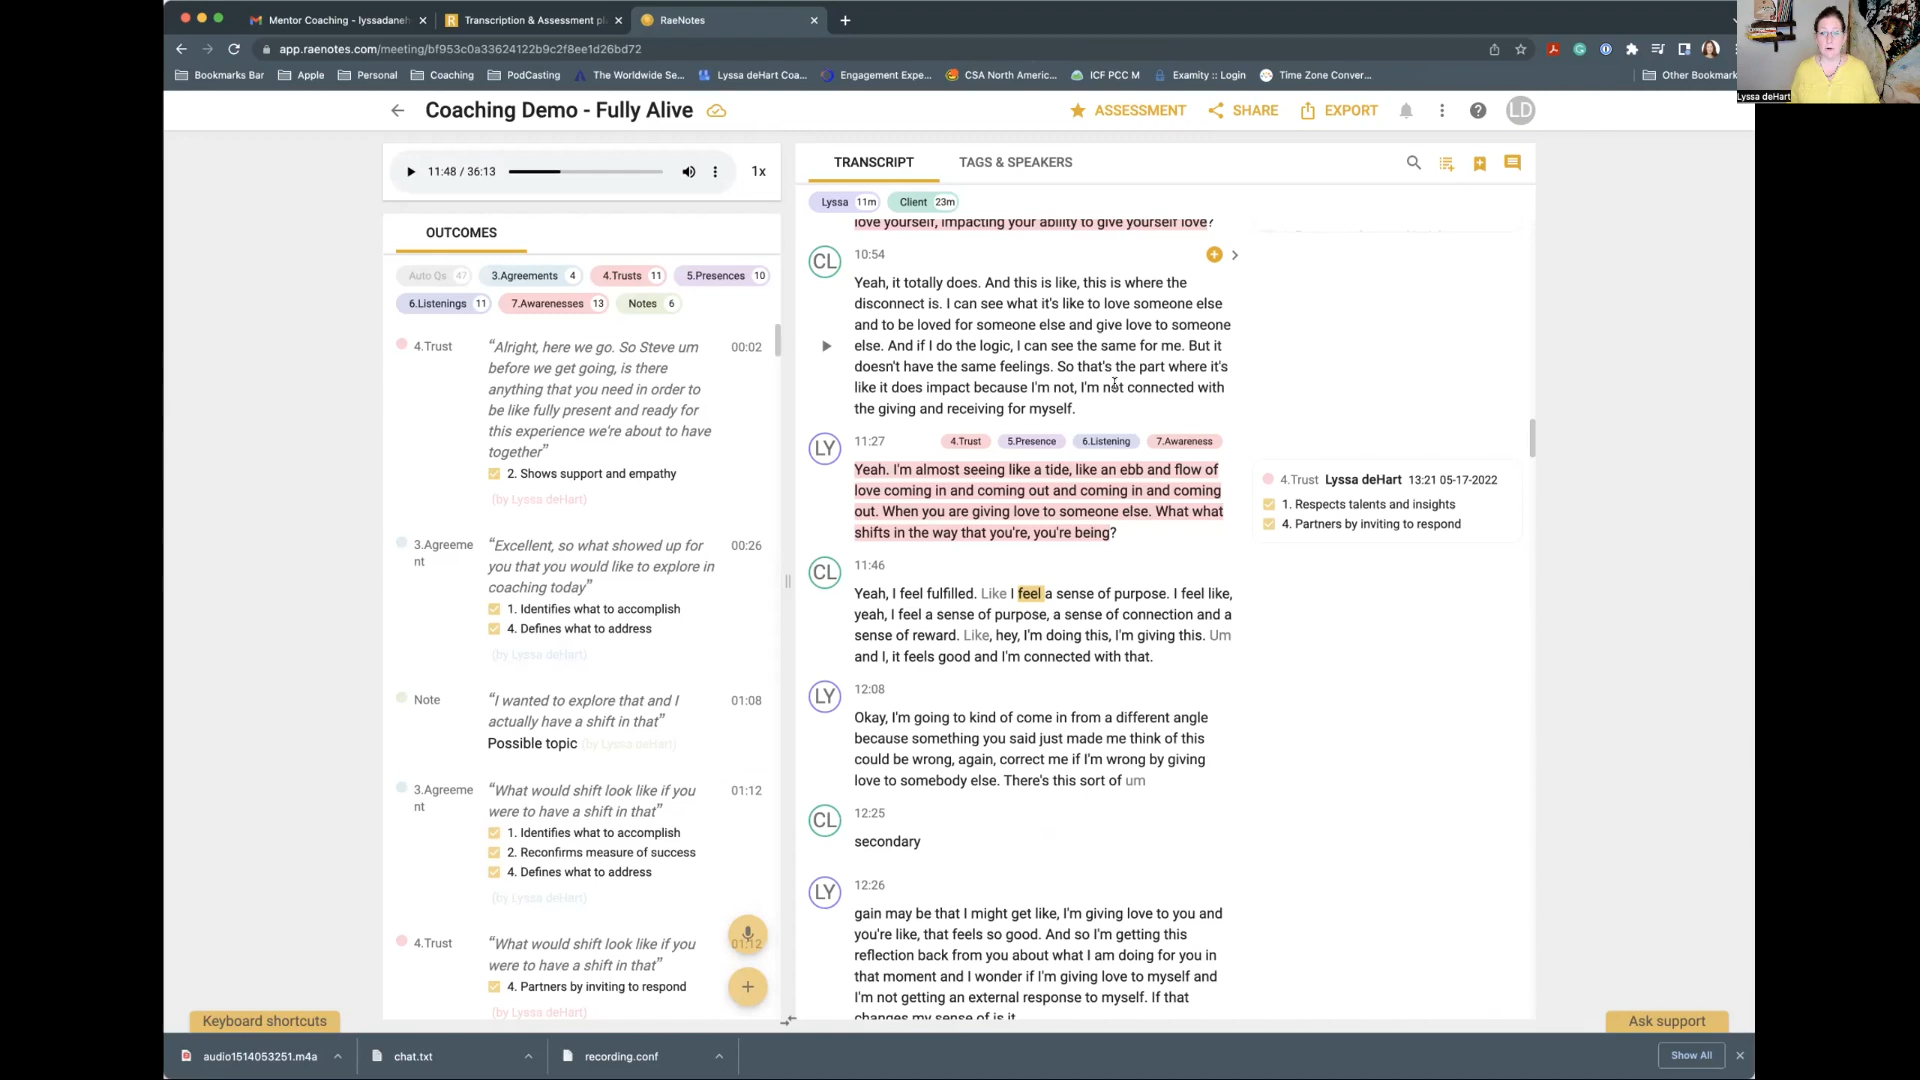 Mentor Coaching - lyssadaneh
Transcription & Assessment pl
RaeNotes
app.raenotes.com/meeting/bf953c0a33624122b9c2f8ee1d26bd72
Bookmarks Bar
Apple
Personal
Coaching
PodCasting
The Worldwide Se...
Lyssa deHart Coa...
Engagement Expe...
CSA North Americ...
ICF PCC M
Examity :: Login
Time Zone Conver...
Other Bookmark
Lyssa deHart
Coaching Demo - Fully Alive
ASSESSMENT
SHARE
EXPORT
LD
11:48 / 36:13
1x
OUTCOMES
Auto Qs 47
3.Agreements 4
4.Trusts 11
5.Presences 10
6.Listenings 11
7.Awarenesses 13
Notes 6
4.Trust
“Alright, here we go. So Steve um
before we get going, is there
anything that you need in order to
be like fully present and ready for
this experience we're about to have
together”
00:02
2. Shows support and empathy
(by Lyssa deHart)
3.Agreeme
nt
“Excellent, so what showed up for
you that you would like to explore in
coaching today”
00:26
1. Identifies what to accomplish
4. Defines what to address
(by Lyssa deHart)
Note
“I wanted to explore that and I
actually have a shift in that”
01:08
Possible topic (by Lyssa deHart)
3.Agreeme
nt
“What would shift look like if you
were to have a shift in that”
01:12
1. Identifies what to accomplish
2. Reconfirms measure of success
4. Defines what to address
(by Lyssa deHart)
4.Trust
“What would shift look like if you
were to have a shift in that”
01:12
4. Partners by inviting to respond
(by Lyssa deHart)
TRANSCRIPT
TAGS & SPEAKERS
Lyssa 11m
Client 23m
love yourself, impacting your ability to give yourself love?
CL
10:54
Yeah, it totally does. And this is like, this is where the
disconnect is. I can see what it's like to love someone else
and to be loved for someone else and give love to someone
else. And if I do the logic, I can see the same for me. But it
doesn't have the same feelings. So that's the part where it's
like it does impact because I'm not, I'm not connected with
the giving and receiving for myself.
LY
11:27
4.Trust
5.Presence
6.Listening
7.Awareness
Yeah. I'm almost seeing like a tide, like an ebb and flow of
love coming in and coming out and coming in and coming
out. When you are giving love to someone else. What what
shifts in the way that you're, you're being?
4.Trust Lyssa deHart 13:21 05-17-2022
1. Respects talents and insights
4. Partners by inviting to respond
CL
11:46
Yeah, I feel fulfilled. Like I feel a sense of purpose. I feel like,
yeah, I feel a sense of purpose, a sense of connection and a
sense of reward. Like, hey, I'm doing this, I'm giving this. Um
and I, it feels good and I'm connected with that.
LY
12:08
Okay, I'm going to kind of come in from a different angle
because something you said just made me think of this
could be wrong, again, correct me if I'm wrong by giving
love to somebody else. There's this sort of um
CL
12:25
secondary
LY
12:26
gain may be that I might get like, I'm giving love to you and
you're like, that feels so good. And so I'm getting this
reflection back from you about what I am doing for you in
that moment and I wonder if I'm giving love to myself and
I'm not getting an external response to myself. If that
changes my sense of is it
Keyboard shortcuts
Ask support
audio1514053251.m4a
chat.txt
recording.conf
Show All